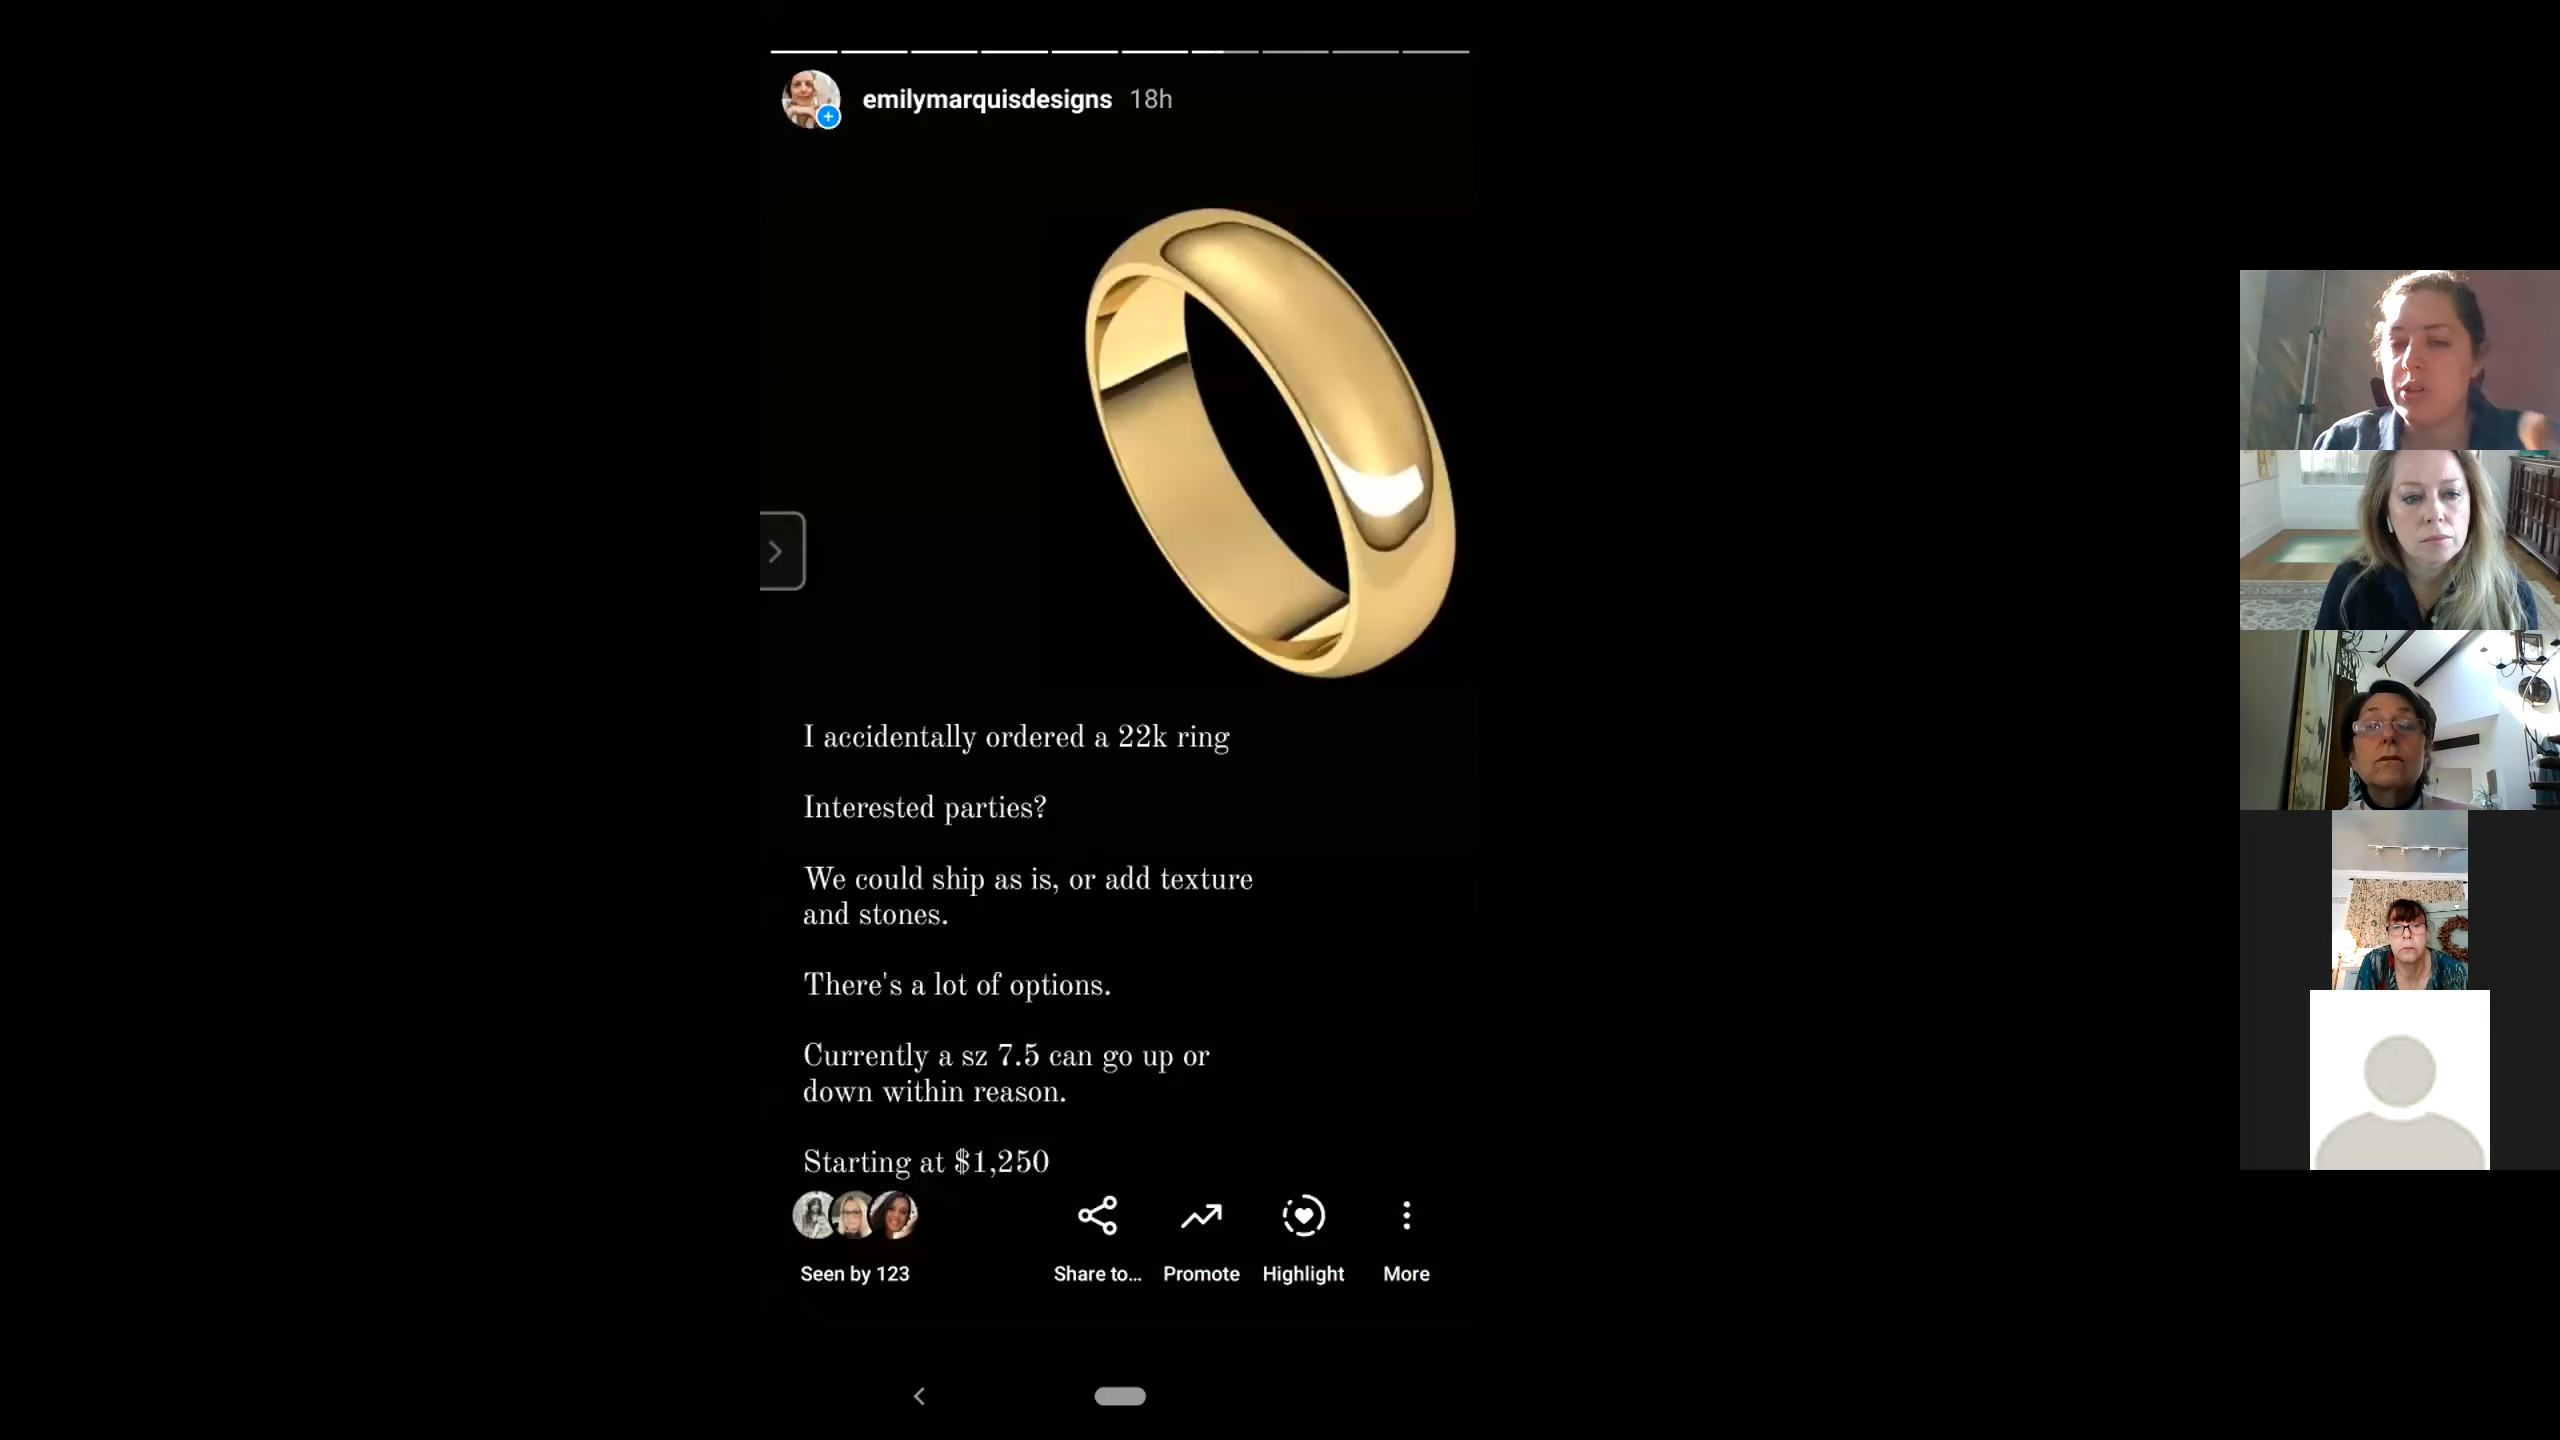 emilymarquisdesigns 18h
I accidentally ordered a 22k ring
Interested parties?
We could ship as is, or add texture
and stones.
There's a lot of options.
Currently a sz 7.5 can go up or
down within reason.
Starting at $1,250
Seen by 123
Share to...
Promote
Highlight
More